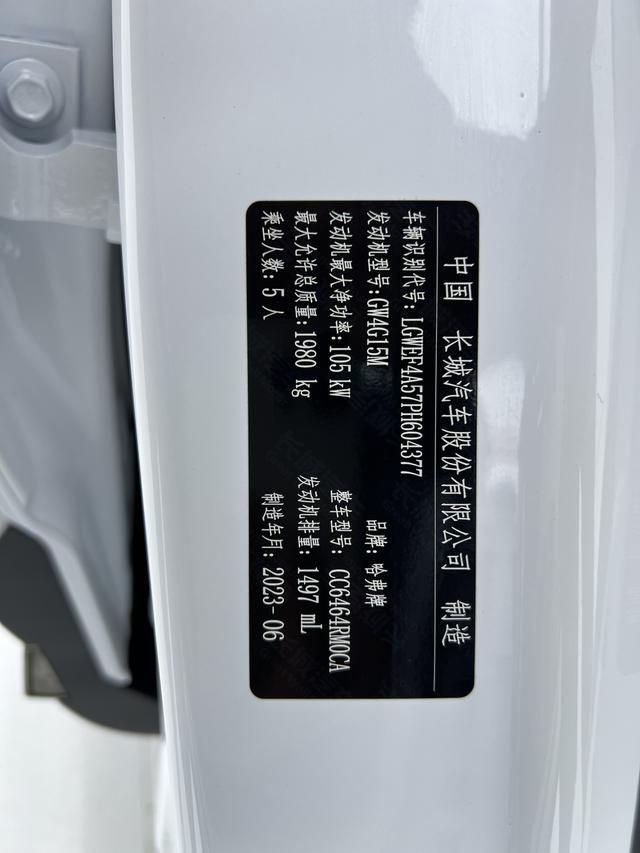 中国 长城汽车股份有限公司 制造
车辆识别代号:LGWEF4A57PH604377 品牌:哈弗牌
发动机型号:GW4G15M 整车型号:CC6464RM0CA
发动机最大净功率:105 kW 发动机排量:1497 mL
最大允许总质量:1980 kg 制造年月:2023-06
乘坐人数:5 人